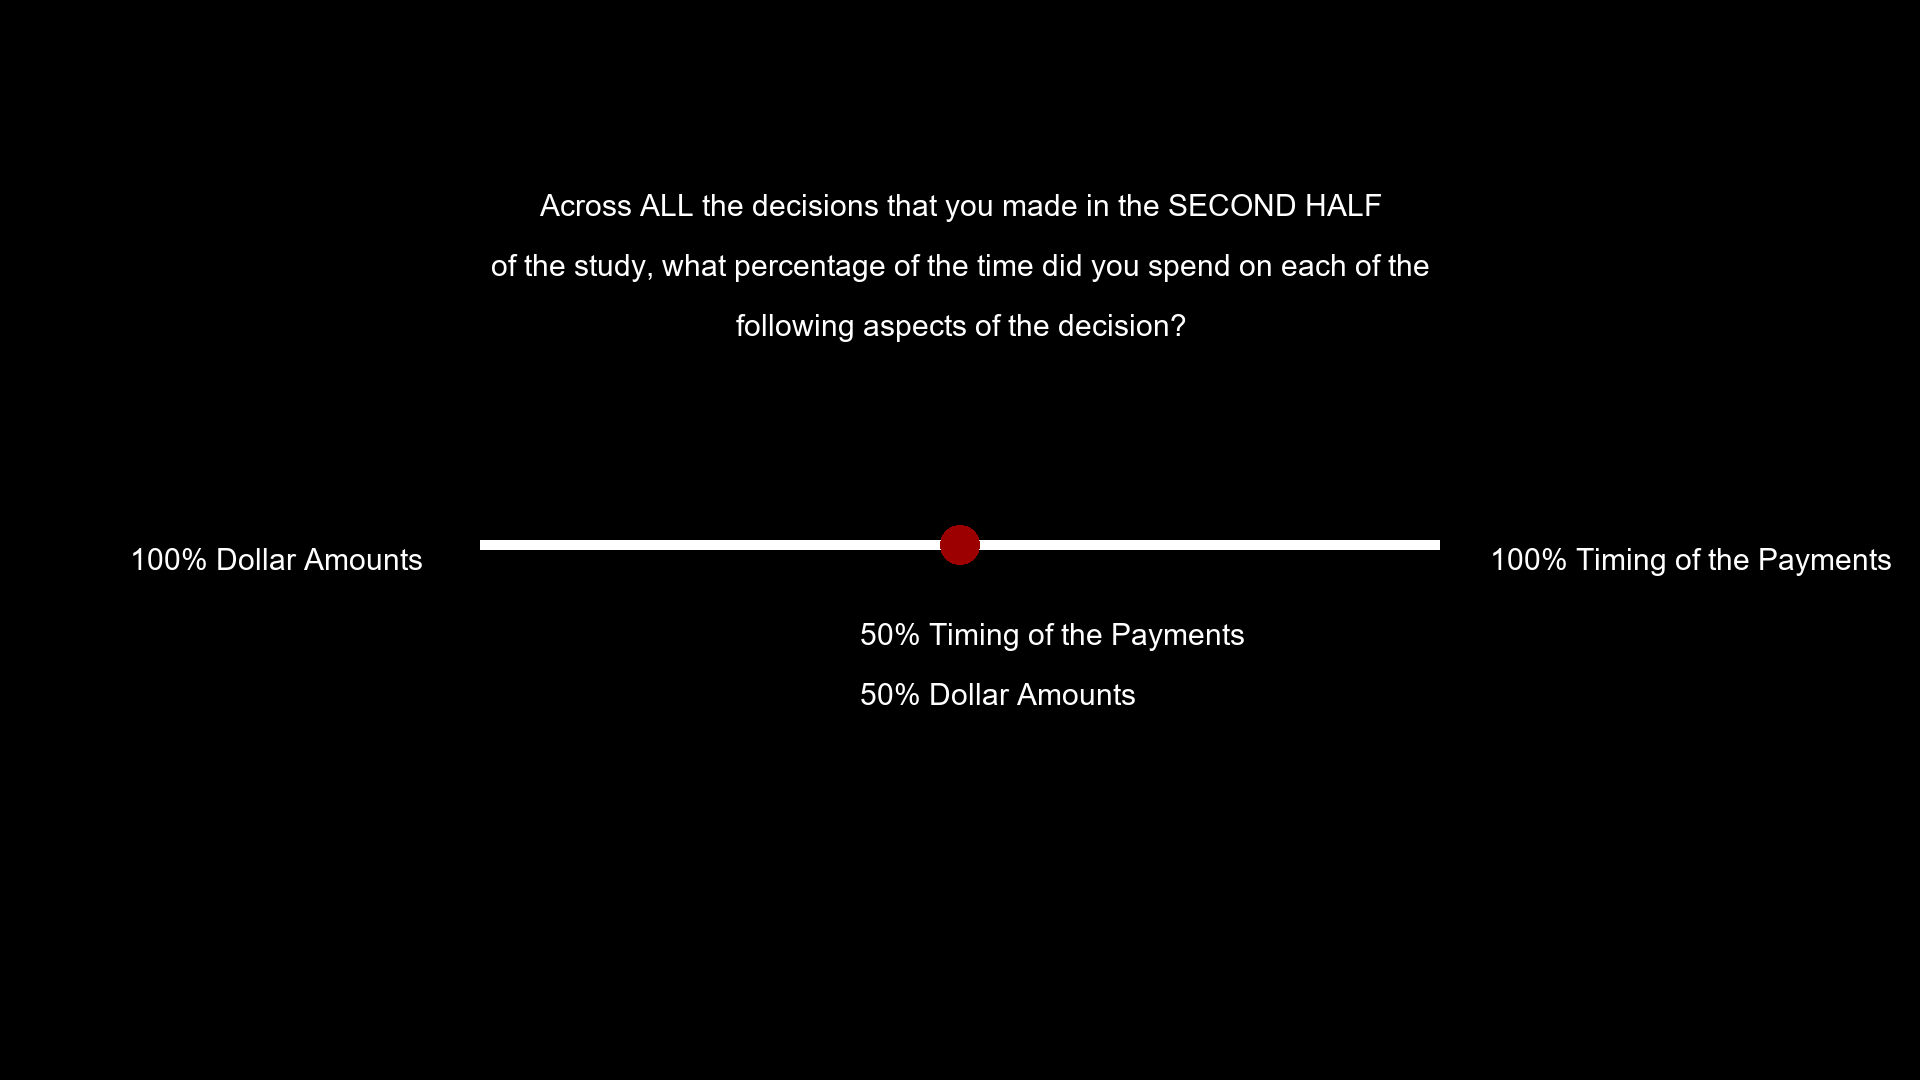 Across ALL the decisions that you made in the SECOND HALF
of the study, what percentage of the time did you spend on each of the
following aspects of the decision?
100% Dollar Amounts
100% Timing of the Payments
50% Timing of the Payments
50% Dollar Amounts